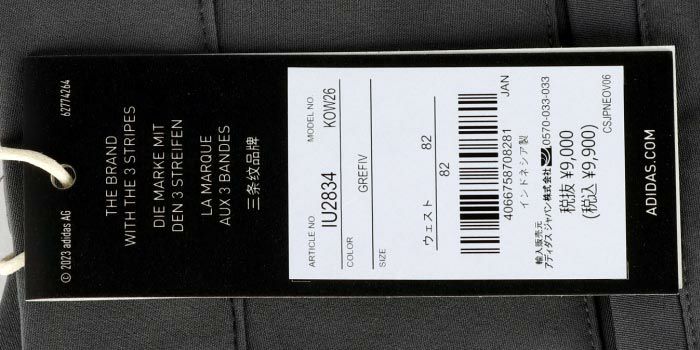 © 2023 adidas AG
62774264
THE BRAND
WITH THE 3 STRIPES
DIE MARKE MIT
DEN 3 STREIFEN
LA MARQUE
AUX 3 BANDES
三条纹品牌
ARTICLE NO. MODEL NO.
IU2834 KOW26
COLOR
GREFIV
SIZE
ウェスト 82
82
4066758708281 JAN
インドネシア製
輸入販売元
アディダス ジャパン株式会社 0570-033-033
税抜 ¥9,000
(税込 ¥9,900)
CSJPNEOV06
ADIDAS.COM